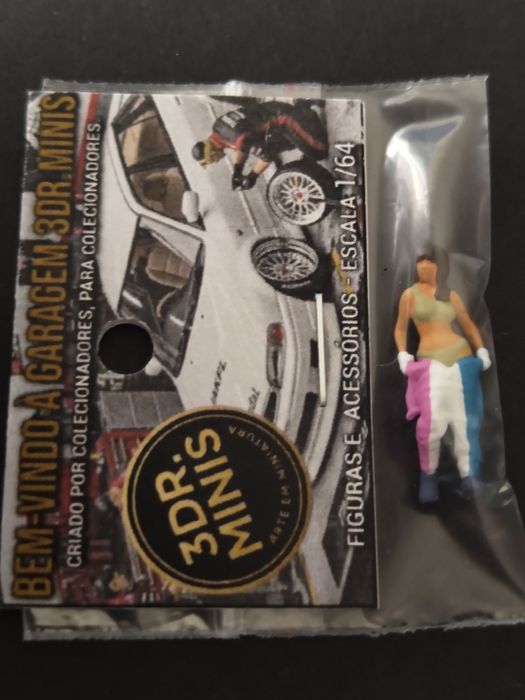 BEM-VINDO À GARAGEM 3DR.MINIS
CRIADO POR COLECIONADORES, PARA COLECIONADORES
3DR.
MINIS
ARTE EM MINIATURA
FIGURAS E ACESSÓRIOS - ESCALA 1/64